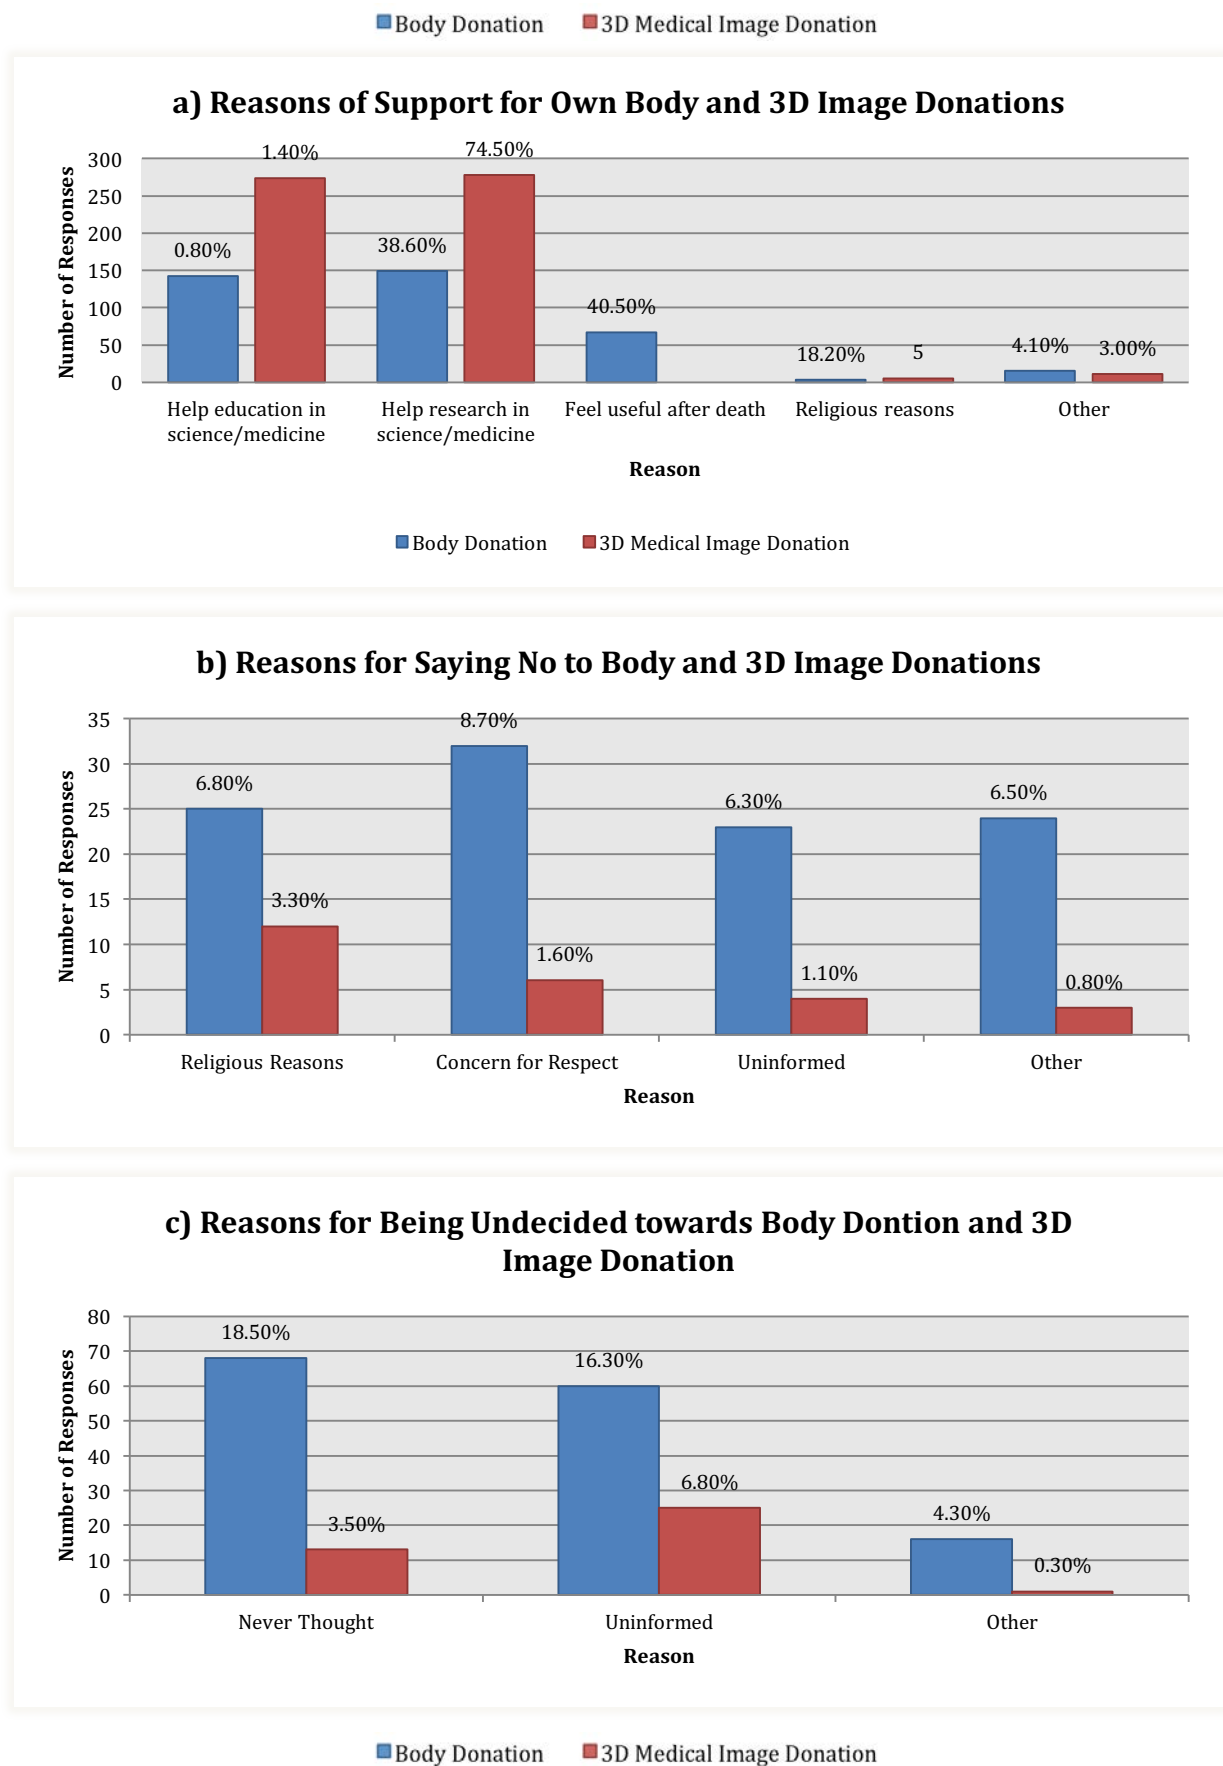 Body Donation 3D Medical Image Donation
a) Reasons of Support for Own Body and 3D Image Donations
Number of Responses
300
250
200
150
100
50
0
0.80%
1.40%
38.60%
74.50%
40.50%
18.20%
5
4.10%
3.00%
Help education in
science/medicine
Help research in
science/medicine
Feel useful after death
Religious reasons
Other
Reason
Body Donation 3D Medical Image Donation
b) Reasons for Saying No to Body and 3D Image Donations
Number of Responses
35
30
25
20
15
10
5
0
6.80%
3.30%
8.70%
1.60%
6.30%
1.10%
6.50%
0.80%
Religious Reasons
Concern for Respect
Uninformed
Other
Reason
c) Reasons for Being Undecided towards Body Dontion and 3D
Image Donation
Number of Responses
80
70
60
50
40
30
20
10
0
18.50%
3.50%
16.30%
6.80%
4.30%
0.30%
Never Thought
Uninformed
Other
Reason
Body Donation 3D Medical Image Donation